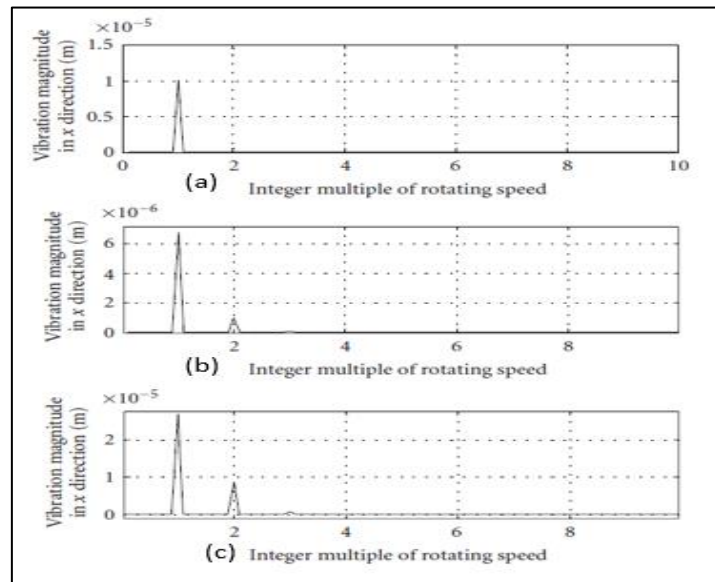 ×10⁻⁵
Vibration magnitude
in x direction (m)
1.5
1
0.5
0
0 2 4 6 8 10
(a) Integer multiple of rotating speed
×10⁻⁶
Vibration magnitude
in x direction (m)
6
4
2
0
2 4 6 8
(b) Integer multiple of rotating speed
×10⁻⁵
Vibration magnitude
in x direction (m)
2
1
0
0 2 4 6 8
(c) Integer multiple of rotating speed